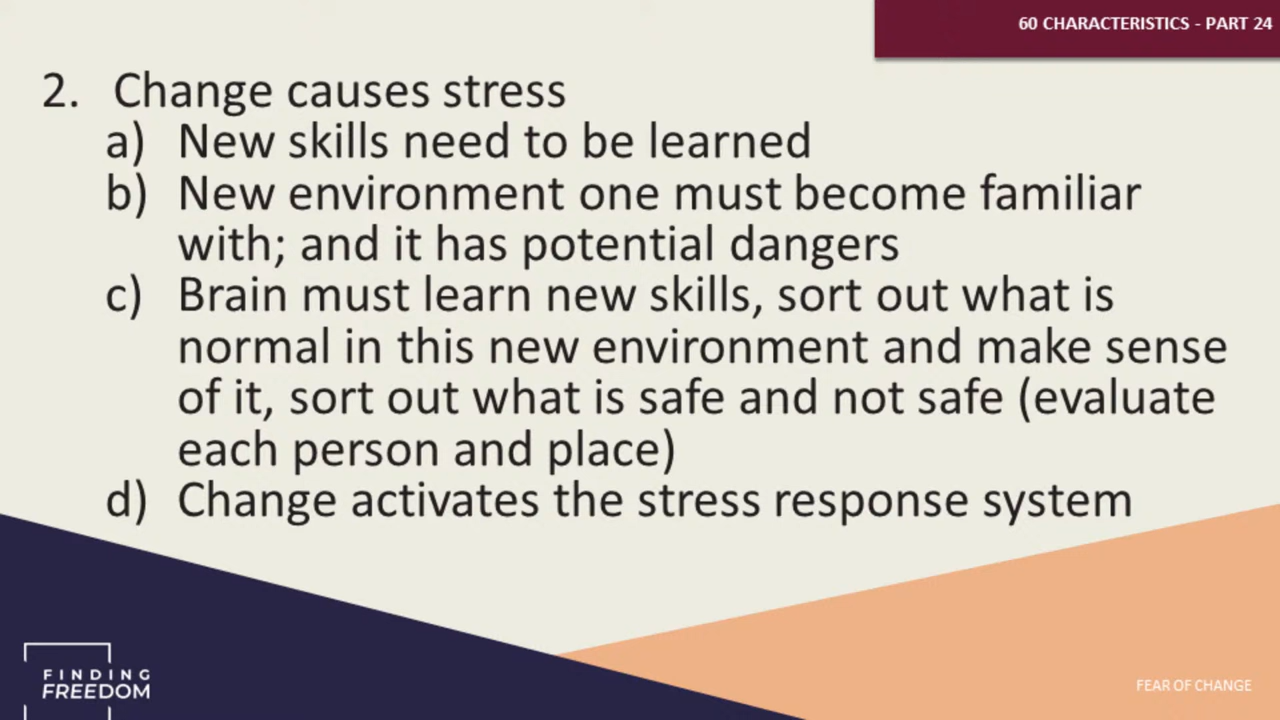 60 CHARACTERISTICS - PART 24
2. Change causes stress
a) New skills need to be learned
b) New environment one must become familiar
with; and it has potential dangers
c) Brain must learn new skills, sort out what is
normal in this new environment and make sense
of it, sort out what is safe and not safe (evaluate
each person and place)
d) Change activates the stress response system
FINDING
FREEDOM
FEAR OF CHANGE